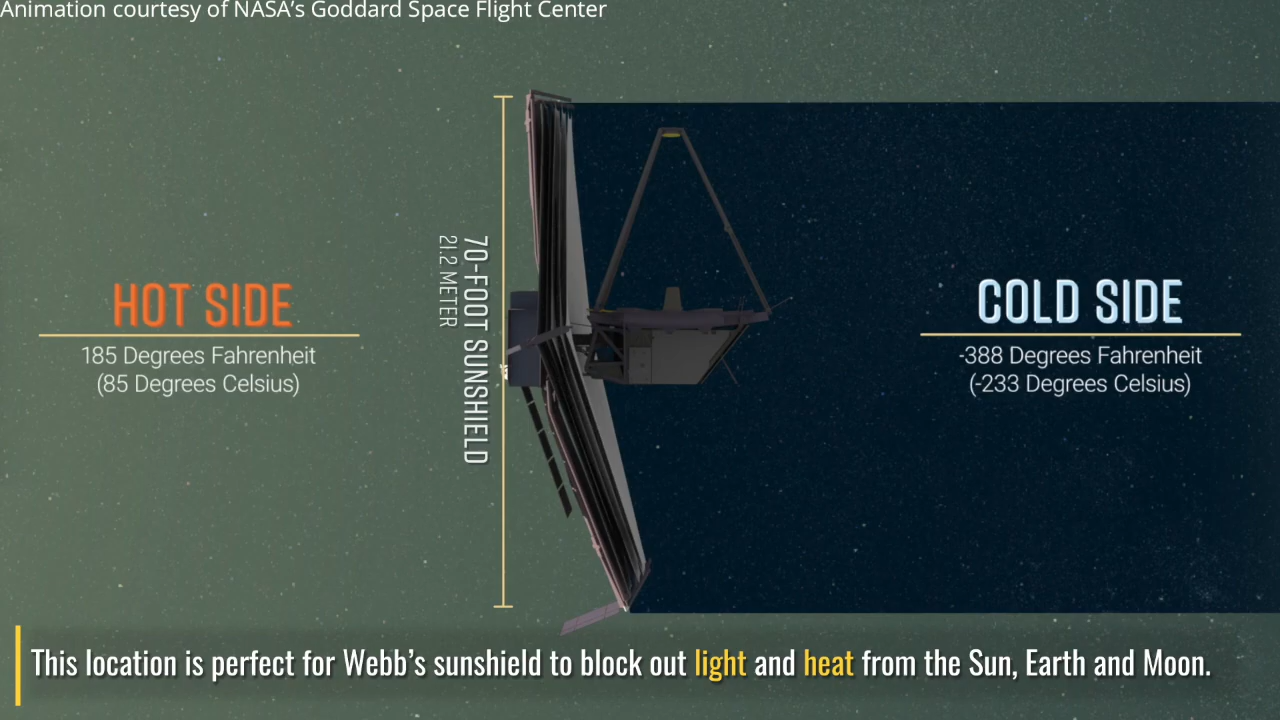 Animation courtesy of NASA’s Goddard Space Flight Center
HOT SIDE
185 Degrees Fahrenheit
(85 Degrees Celsius)
70-FOOT SUNSHIELD
21.2 METER
COLD SIDE
-388 Degrees Fahrenheit
(-233 Degrees Celsius)
This location is perfect for Webb’s sunshield to block out light and heat from the Sun, Earth and Moon.